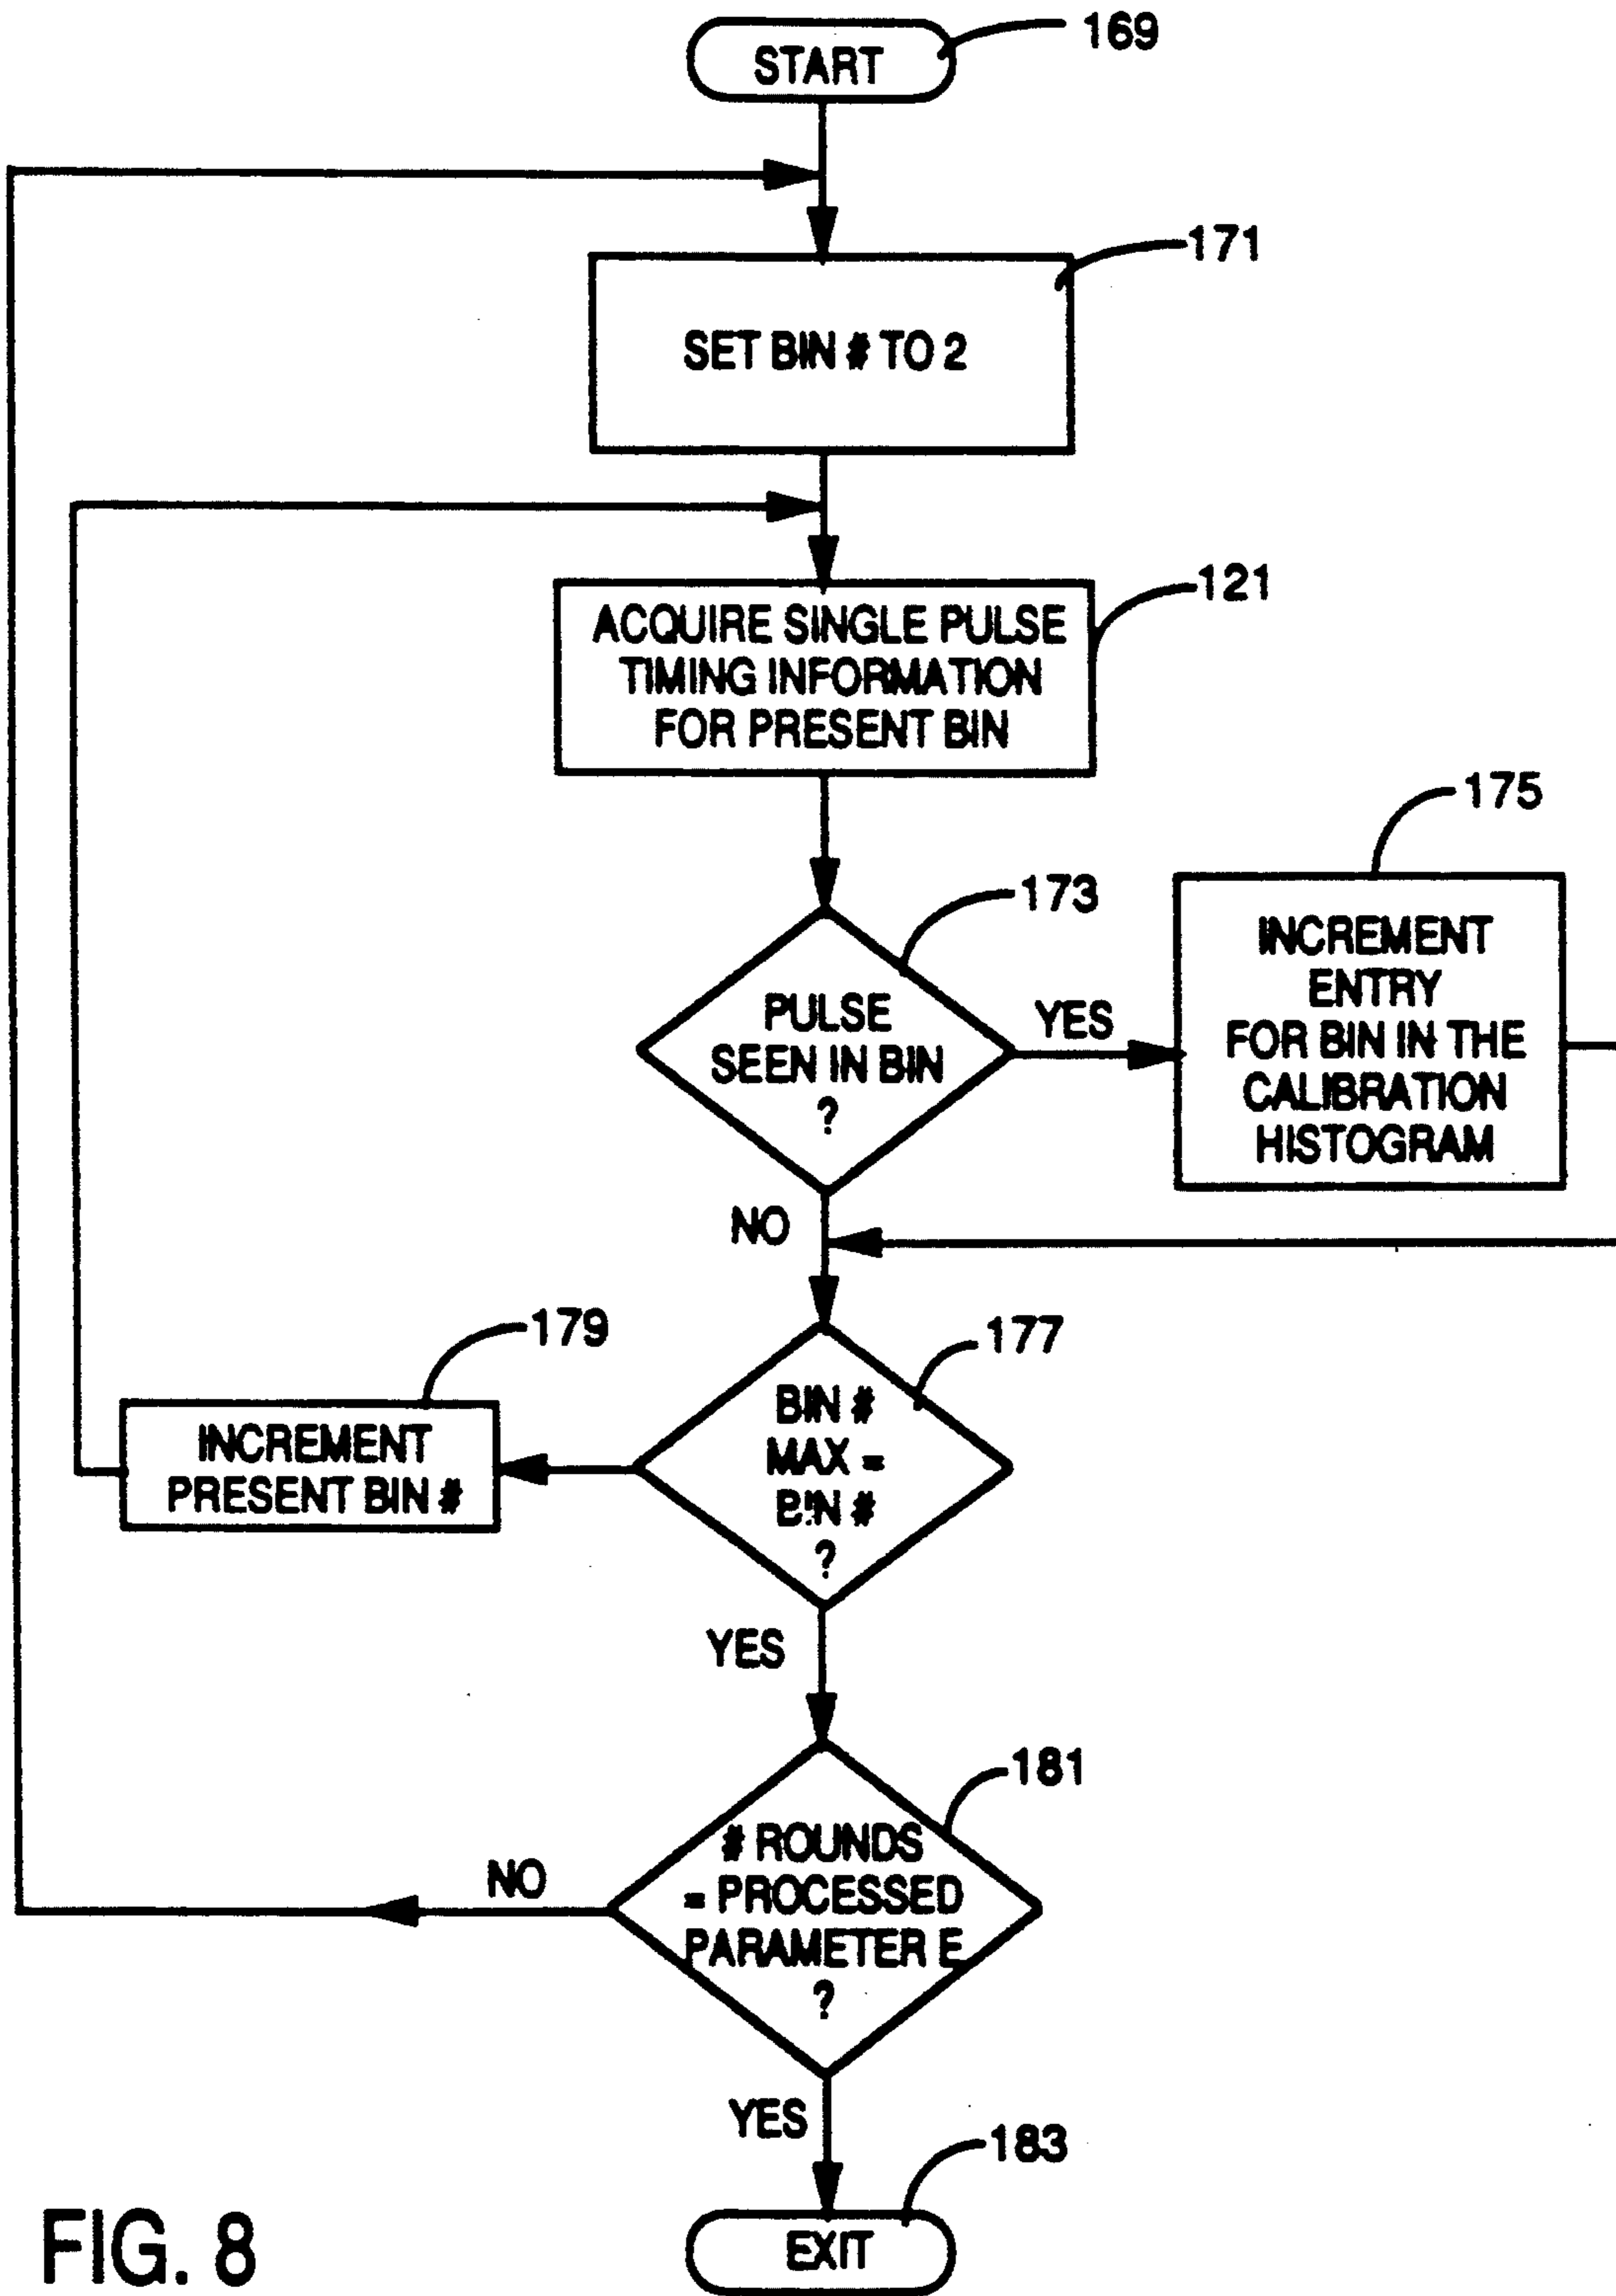 START
169
171
SET BIN # TO 2
121
ACQUIRE SINGLE PULSE
TIMING INFORMATION
FOR PRESENT BIN
175
173
PULSE
SEEN IN BIN
?
YES
INCREMENT
ENTRY
FOR BIN IN THE
CALIBRATION
HISTOGRAM
NO
179
177
INCREMENT
PRESENT BIN #
BIN #
MAX =
BIN #
?
YES
181
# ROUNDS
= PROCESSED
PARAMETER E
?
NO
YES
183
EXIT
FIG. 8